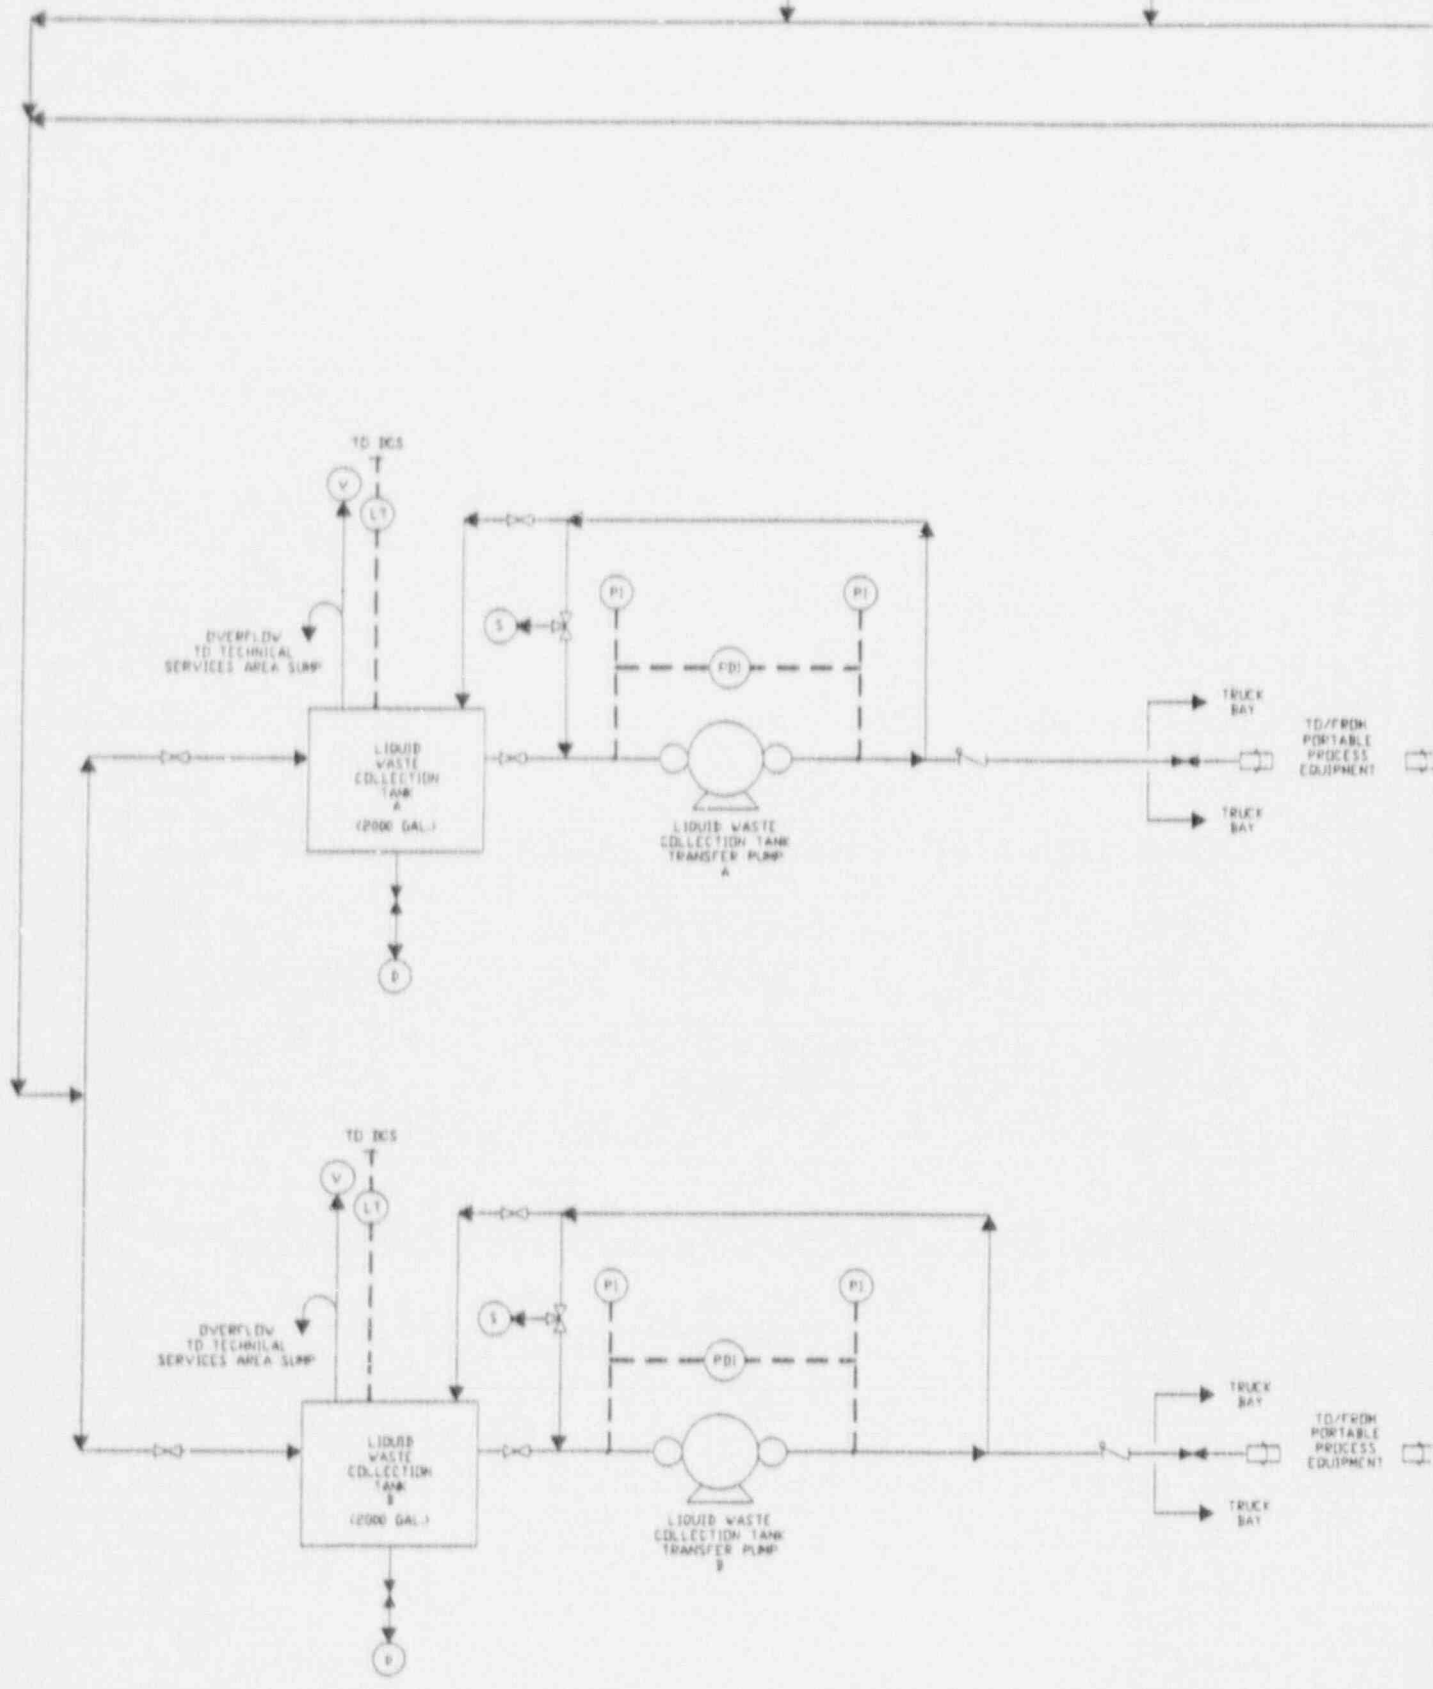 TO DCS
V
LT
PI
PI
S
OVERFLOW
TO TECHNICAL
SERVICES AREA SUMP
PDI
TRUCK
BAY
TO/FROM
PORTABLE
PROCESS
EQUIPMENT
LIQUID
WASTE
COLLECTION
TANK
A
(2000 GAL.)
TRUCK
BAY
LIQUID WASTE
COLLECTION TANK
TRANSFER PUMP
A
D
TO DCS
V
LT
PI
PI
S
OVERFLOW
TO TECHNICAL
SERVICES AREA SUMP
PDI
TRUCK
BAY
TO/FROM
PORTABLE
PROCESS
EQUIPMENT
LIQUID
WASTE
COLLECTION
TANK
B
(2000 GAL.)
TRUCK
BAY
LIQUID WASTE
COLLECTION TANK
TRANSFER PUMP
B
D